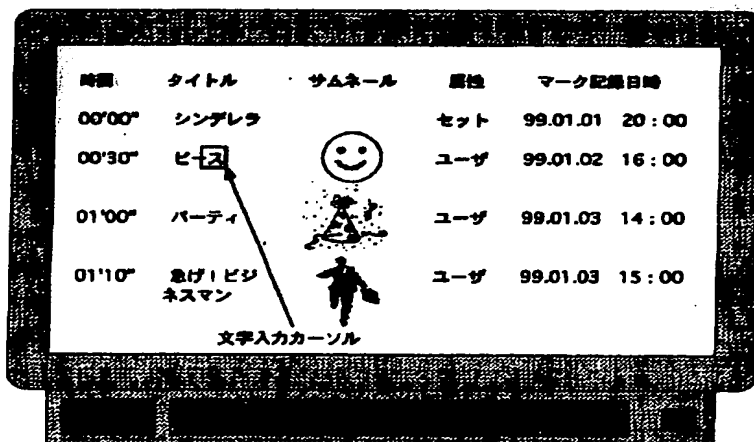 時間 タイトル サムネール 属性 マーク記録日時
00'00" シンデレラ セット 99.01.01 20:00
00'30" ピース ユーザ 99.01.02 16:00
01'00" パーティ ユーザ 99.01.03 14:00
01'10" 急げ!ビジ ユーザ 99.01.03 15:00
ネスマン
文字入力カーソル